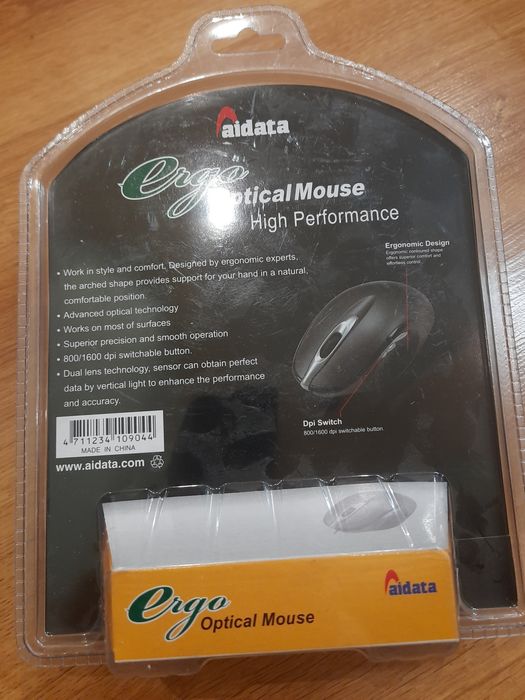 aidata
ergo
Optical Mouse
High Performance
Ergonomic Design
Ergonomic contoured shape
offers superior comfort and
effortless control.
• Work in style and comfort. Designed by ergonomic experts,
the arched shape provides support for your hand in a natural,
comfortable position.
• Advanced optical technology
• Works on most of surfaces
• Superior precision and smooth operation
• 800/1600 dpi switchable button.
• Dual lens technology, sensor can obtain perfect
data by vertical light to enhance the performance
and accuracy.
Dpi Switch
800/1600 dpi switchable button.
4 711234 109044
MADE IN CHINA
www.aidata.com
ergo
Optical Mouse
aidata